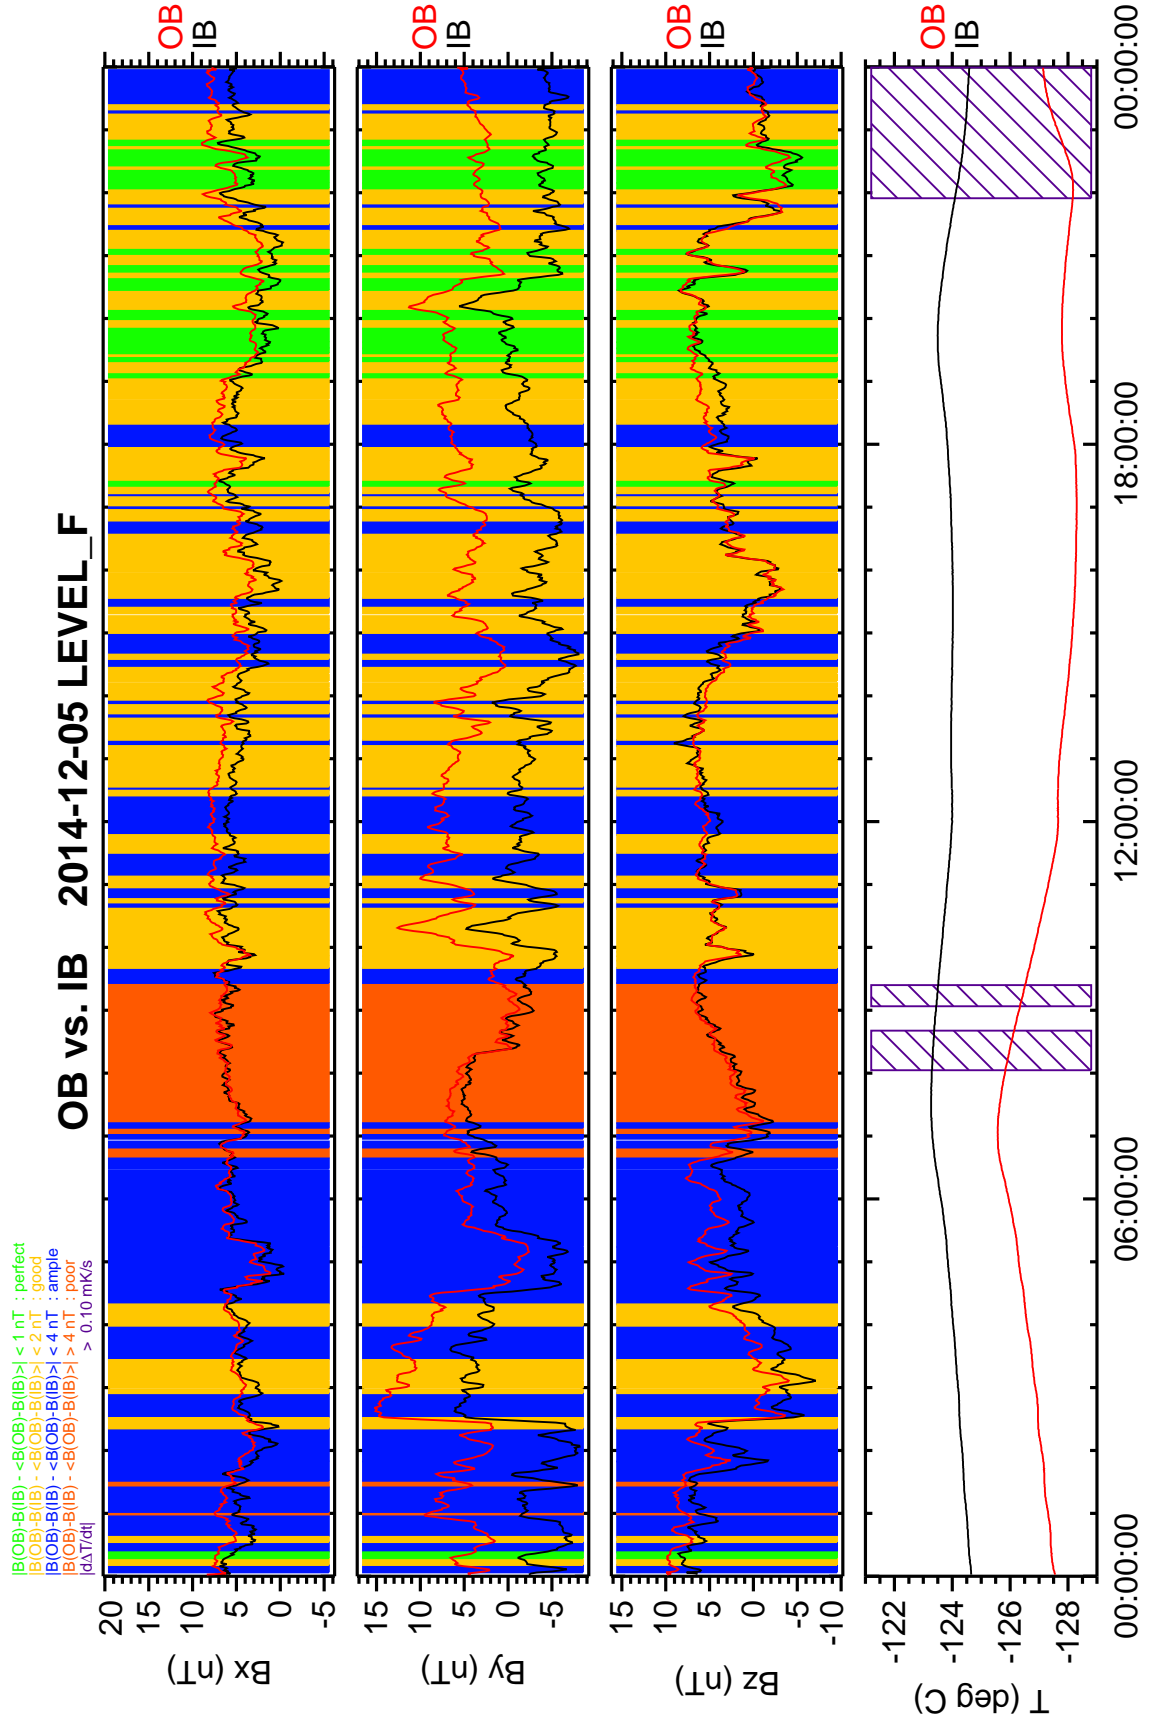 OB vs. IB 2014-12-05 LEVEL_F
|B(OB)-B(IB) - <B(OB)-B(IB)>| < 1 nT : perfect
|B(OB)-B(IB) - <B(OB)-B(IB)>| < 2 nT : good
|B(OB)-B(IB) - <B(OB)-B(IB)>| < 4 nT : ample
|B(OB)-B(IB) - <B(OB)-B(IB)>| > 4 nT : poor
|dΔT/dt| > 0.10 mK/s
Bx (nT)
20
15
10
5
0
-5
OB
IB
By (nT)
15
10
5
0
-5
OB
IB
Bz (nT)
15
10
5
0
-5
-10
OB
IB
T (deg C)
-122
-124
-126
-128
OB
IB
00:00:00
06:00:00
12:00:00
18:00:00
00:00:00